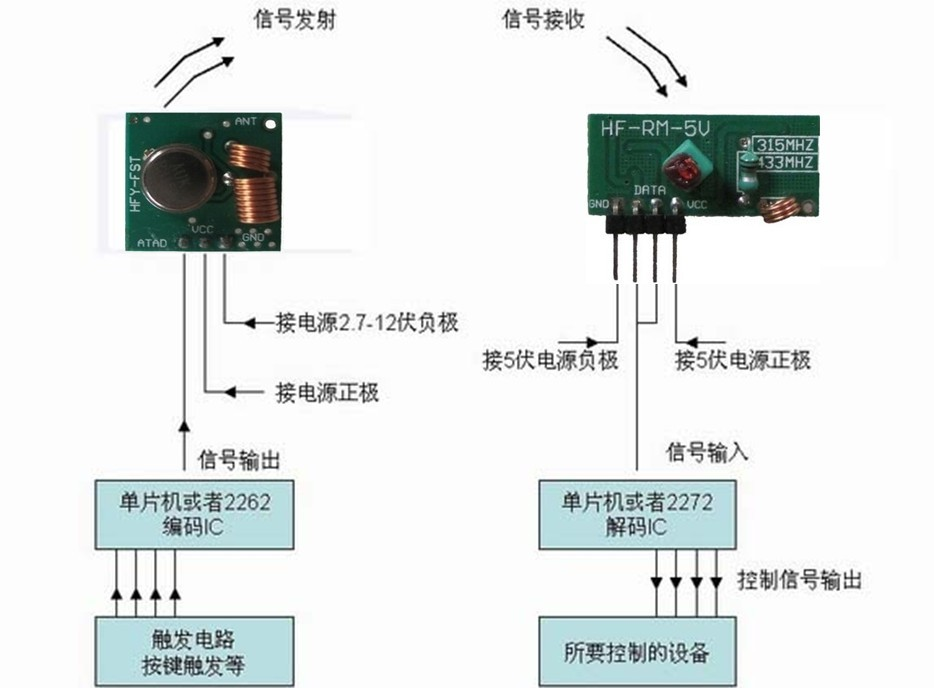 信号发射
信号接收
ANT
HFY-FST
VCC
ATAD
GND
HF-RM-5V
315MHZ
433MHZ
DATA
GND
VCC
接电源2.7-12伏负极
接5伏电源负极
接5伏电源正极
接电源正极
信号输出
信号输入
单片机或者2262
编码IC
单片机或者2272
解码IC
控制信号输出
触发电路
按键触发等
所要控制的设备